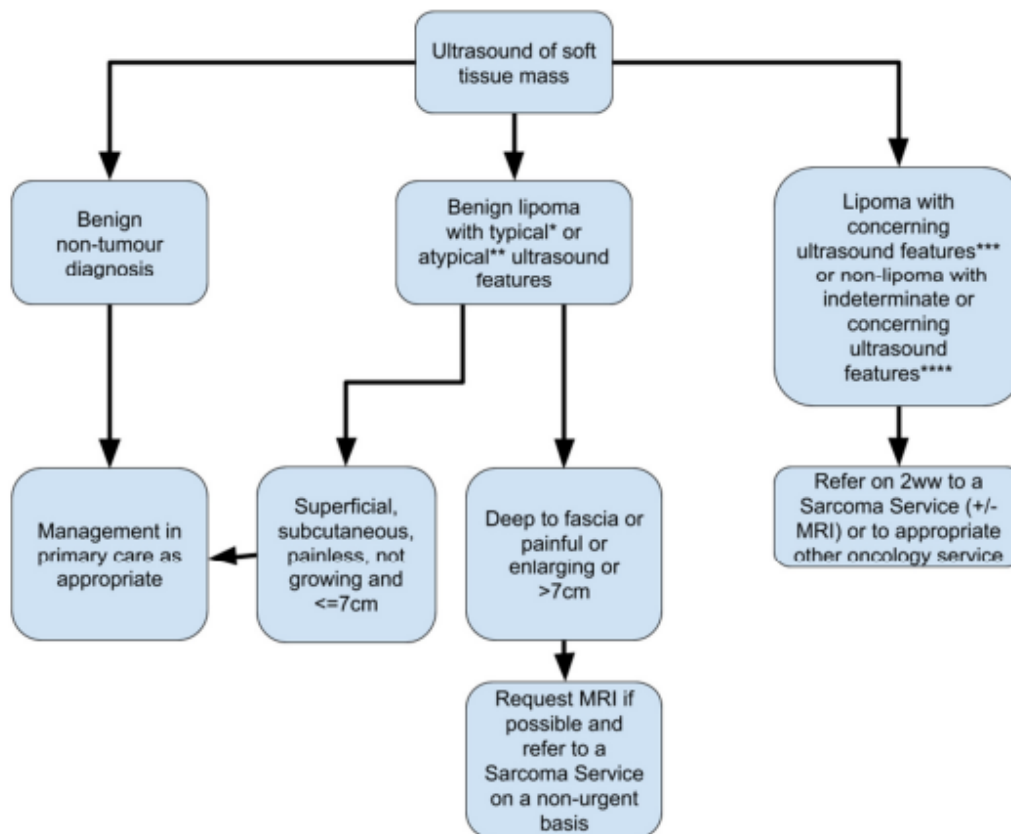 Ultrasound of soft
tissue mass
Benign
non-tumour
diagnosis
Benign lipoma
with typical* or
atypical** ultrasound
features
Lipoma with
concerning
ultrasound features***
or non-lipoma with
indeterminate or
concerning
ultrasound
features****
Management in
primary care as
appropriate
Superficial,
subcutaneous,
painless, not
growing and
<=7cm
Deep to fascia or
painful or
enlarging or
>7cm
Refer on 2ww to a
Sarcoma Service (+/-
MRI) or to appropriate
other oncology service
Request MRI if
possible and
refer to a
Sarcoma Service
on a non-urgent
basis